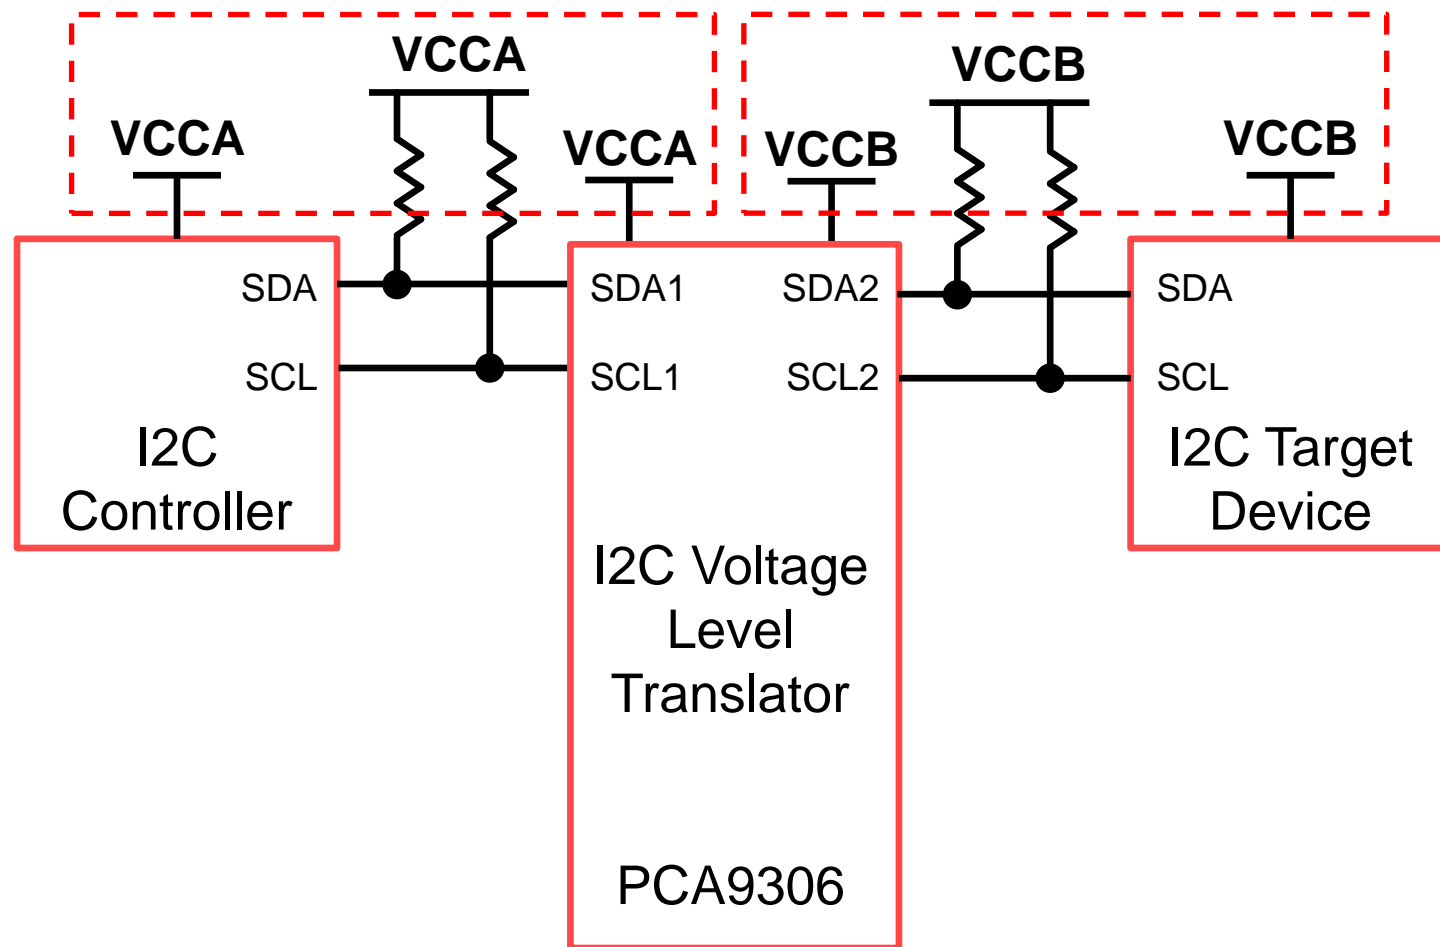 VCCA
VCCB
VCCA
VCCA
VCCB
VCCB
SDA
SDA1
SDA2
SDA
SCL
SCL1
SCL2
SCL
I2C
Controller
I2C Target
Device
I2C Voltage
Level
Translator
PCA9306